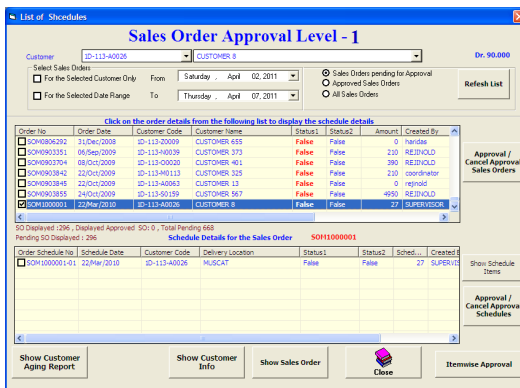 List of Shcedules
Sales Order Approval Level - 1
Customer 1D-113-A0026 CUSTOMER 8 Dr. 90.000
Select Sales Orders
For the Selected Customer Only From Saturday , April 02, 2011
For the Selected Date Range To Thursday , April 07, 2011
Sales Orders pending for Approval
Approved Sales Orders
All Sales Orders
Refesh List
Click on the order details from the following list to display the schedule details
Order No Order Date Customer Code Customer Name Status1 Status2 Amount Created By
SOM0806292 31/Dec/2008 1D-113-Z0009 CUSTOMER 655 False False 0 haridas
SOM0903351 06/Sep/2009 1D-113-N0039 CUSTOMER 373 False False 210 REJINOLD
SOM0903704 08/Oct/2009 1D-113-O0020 CUSTOMER 401 False False 390 REJINOLD
SOM0903842 22/Oct/2009 1D-113-M0113 CUSTOMER 325 False False 210 coordinator
SOM0903845 22/Oct/2009 1D-113-A0063 CUSTOMER 13 False False 0 rejinold
SOM0903855 24/Oct/2009 1D-113-S0159 CUSTOMER 567 False False 4950 REJINOLD
SOM1000001 22/Mar/2010 1D-113-A0026 CUSTOMER 8 False False 27 SUPERVISOR
Approval /
Cancel Approval
Sales Orders
SO Displayed :296 , Displayed Approved SO: 0 , Total Pending 668
Pending SO Displayed : 296 Schedule Details for the Sales Order SOM1000001
Order Schedule No Schedule Date Customer Code Delivery Location Status1 Status2 Sched... Created B
SOM1000001-01 22/Mar/2010 1D-113-A0026 MUSCAT False False 27 SUPERVIS
Show Schedule
Items
Approval /
Cancel Approval
Schedules
Show Customer
Aging Report
Show Customer
Info
Show Sales Order
Close
Itemwise Approval